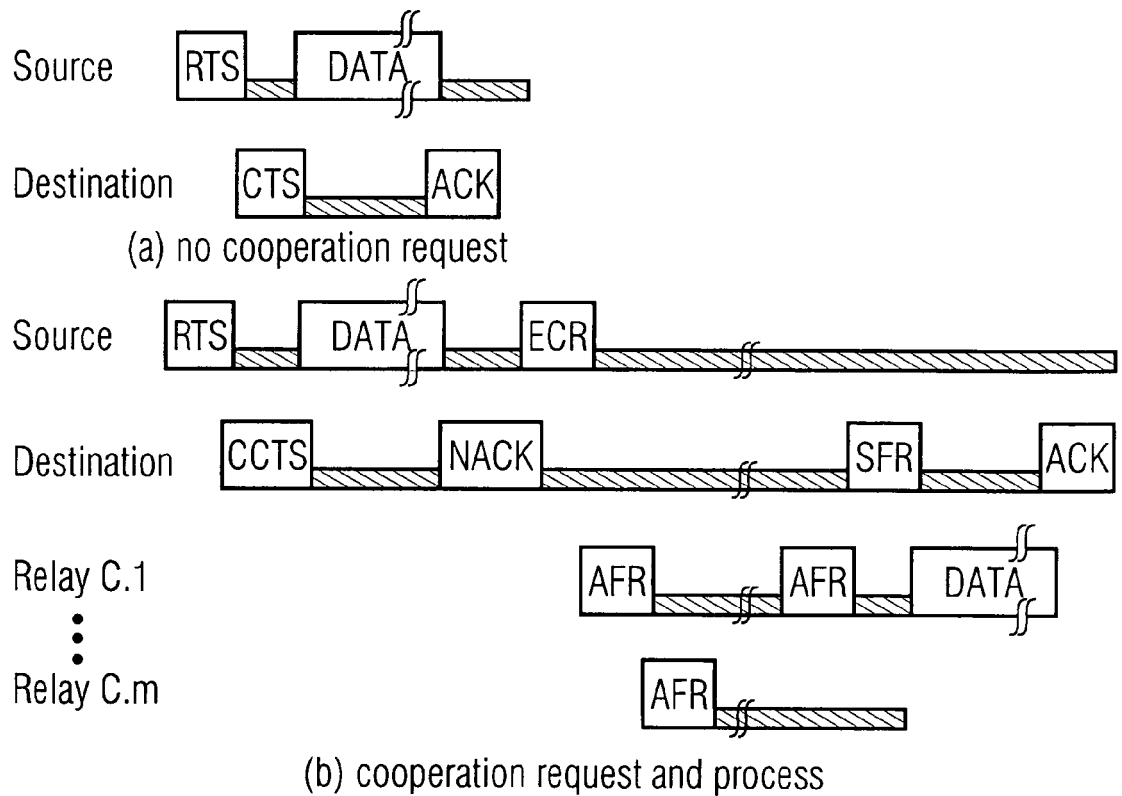 Source RTS DATA
Destination CTS ACK
(a) no cooperation request
Source RTS DATA ECR
Destination CCTS NACK SFR ACK
Relay C.1 AFR AFR DATA
Relay C.m AFR
(b) cooperation request and process